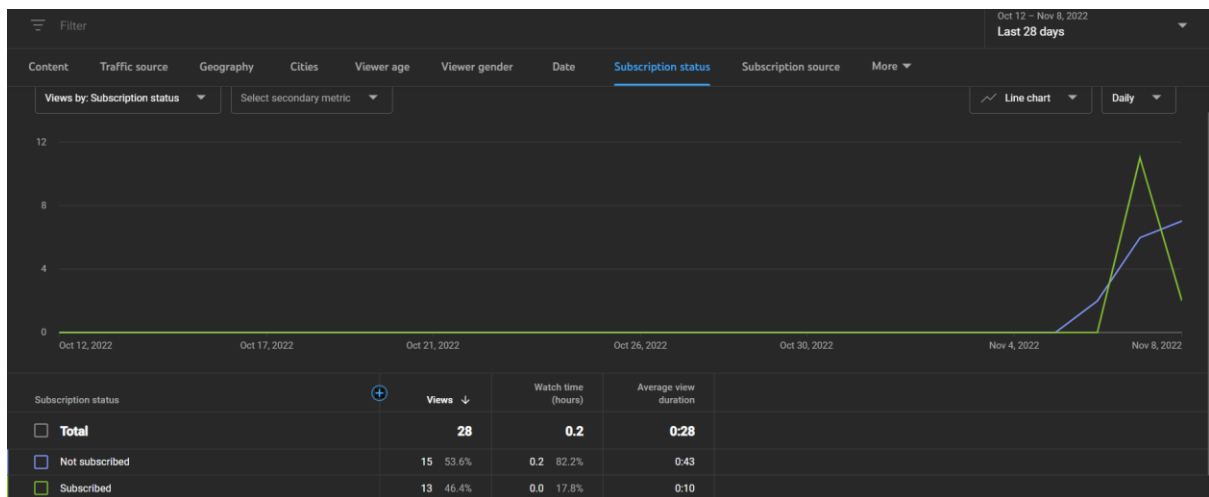 Filter
Oct 12 – Nov 8, 2022
Last 28 days
Content Traffic source Geography Cities Viewer age Viewer gender Date Subscription status Subscription source More
Views by: Subscription status Select secondary metric Line chart Daily
12
8
4
0
Oct 12, 2022 Oct 17, 2022 Oct 21, 2022 Oct 26, 2022 Oct 30, 2022 Nov 4, 2022 Nov 8, 2022
Subscription status Views Watch time (hours) Average view duration
Total 28 0.2 0:28
Not subscribed 15 53.6% 0.2 82.2% 0:43
Subscribed 13 46.4% 0.0 17.8% 0:10